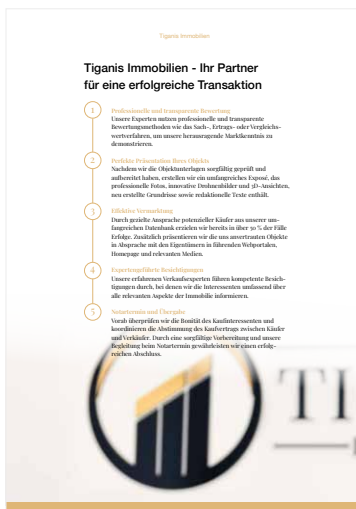 Tiganis Immobilien
Tiganis Immobilien - Ihr Partner
für eine erfolgreiche Transaktion
1
Professionelle und transparente Bewertung
Unsere Experten nutzen professionelle und transparente
Bewertungsmethoden wie das Sach-, Ertrags- oder Vergleichs-
wertverfahren, um unsere herausragende Marktkenntnis zu
demonstrieren.
2
Perfekte Präsentation Ihres Objekts
Nachdem wir die Objektunterlagen sorgfältig geprüft und
aufbereitet haben, erstellen wir ein umfangreiches Exposé, das
professionelle Fotos, innovative Drohnenbilder und 3D-Ansichten,
neu erstellte Grundrisse sowie redaktionelle Texte enthält.
3
Effektive Vermarktung
Durch gezielte Ansprache potenzieller Käufer aus unserer um-
fangreichen Datenbank erzielen wir bereits in über 50 % der Fälle
Erfolge. Zusätzlich präsentieren wir die uns anvertrauten Objekte
in Absprache mit den Eigentümern in führenden Webportalen,
Homepage und relevanten Medien.
4
Expertengeführte Besichtigungen
Unsere erfahrenen Verkaufsexperten führen kompetente Besich-
tigungen durch, bei denen wir die Interessenten umfassend über
alle relevanten Aspekte der Immobilie informieren.
5
Notartermin und Übergabe
Vorab überprüfen wir die Bonität des Kaufinteressenten und
koordinieren die Abstimmung des Kaufvertrags zwischen Käufer
und Verkäufer. Durch eine sorgfältige Vorbereitung und unsere
Begleitung beim Notartermin gewährleisten wir einen erfolg-
reichen Abschluss.
TI